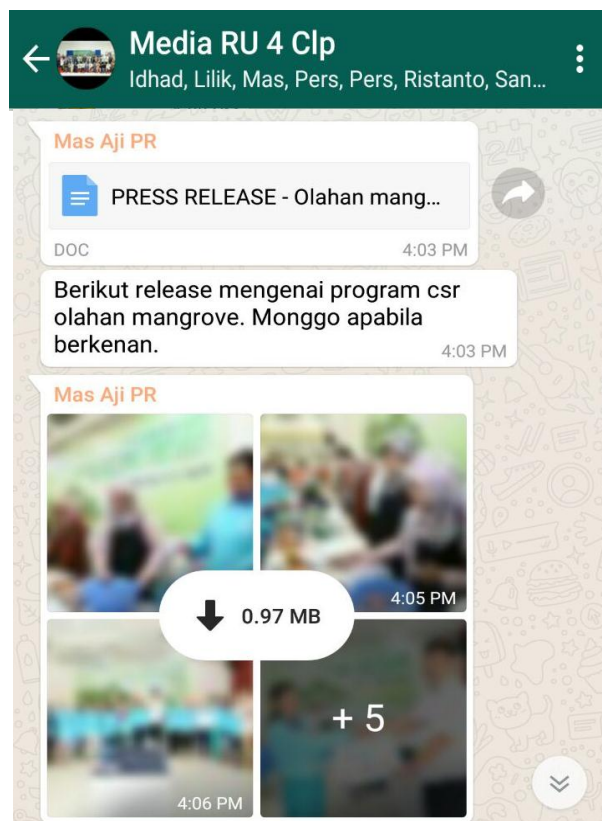 Media RU 4 Clp
Idhad, Lilik, Mas, Pers, Pers, Ristanto, San...
Mas Aji PR
PRESS RELEASE - Olahan mang...
DOC 4:03 PM
Berikut release mengenai program csr
olahan mangrove. Monggo apabila
berkenan.
4:03 PM
Mas Aji PR
4:05 PM
0.97 MB
+ 5
4:06 PM